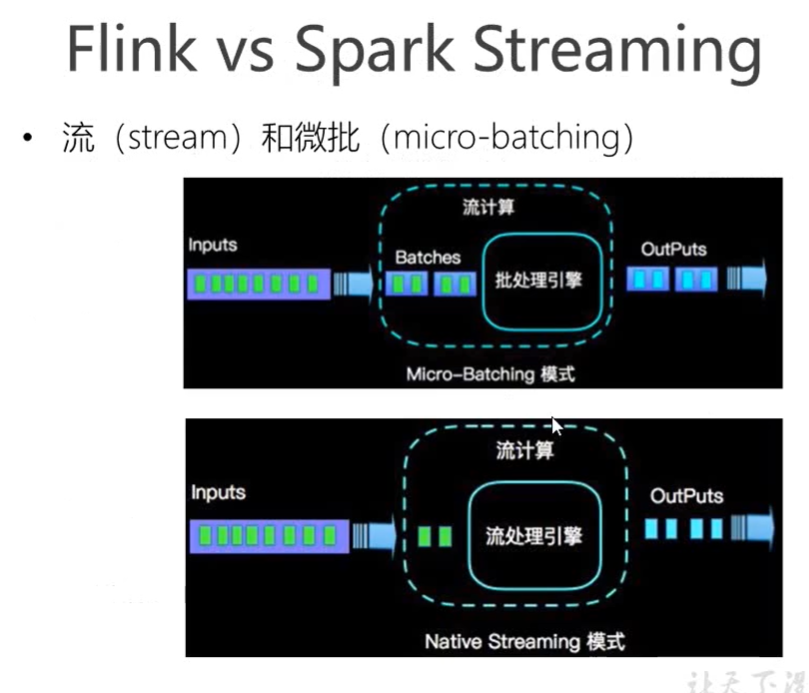 Flink vs Spark Streaming
• 流（stream）和微批（micro-batching）
流计算
Inputs
Batches
OutPuts
批处理引擎
Micro-Batching 模式
流计算
Inputs
OutPuts
流处理引擎
Native Streaming 模式
让天下